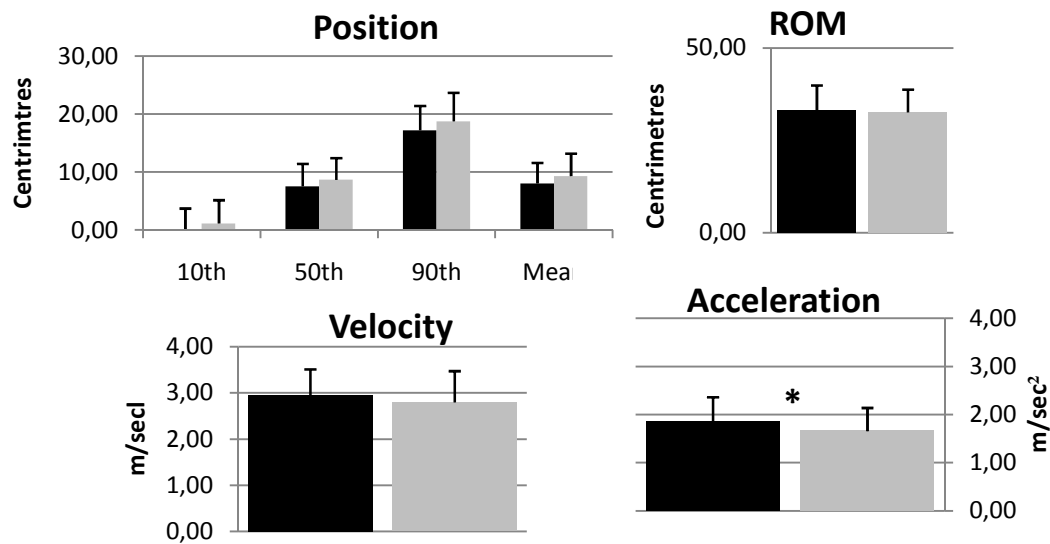 Position
Centrimtres
30,00
20,00
10,00
0,00
10th 50th 90th Mea
ROM
Centrimetres
50,00
0,00
Velocity
m/secl
4,00
3,00
2,00
1,00
0,00
Acceleration
*
4,00
3,00
2,00
1,00
0,00
m/sec²